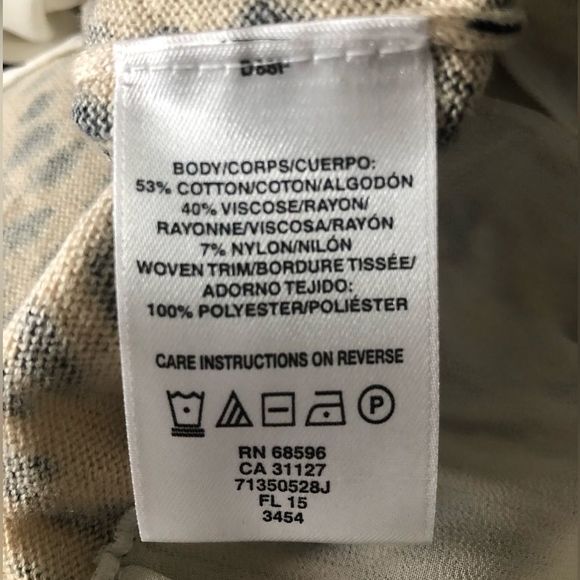 BODY/CORPS/CUERPO:
53% COTTON/COTON/ALGODÓN
40% VISCOSE/RAYON/
RAYONNE/VISCOSA/RAYÓN
7% NYLON/NILÓN
WOVEN TRIM/BORDURE TISSÉE/
ADORNO TEJIDO:
100% POLYESTER/POLIÉSTER
CARE INSTRUCTIONS ON REVERSE
P
RN 68596
CA 31127
71350528J
FL 15
3454